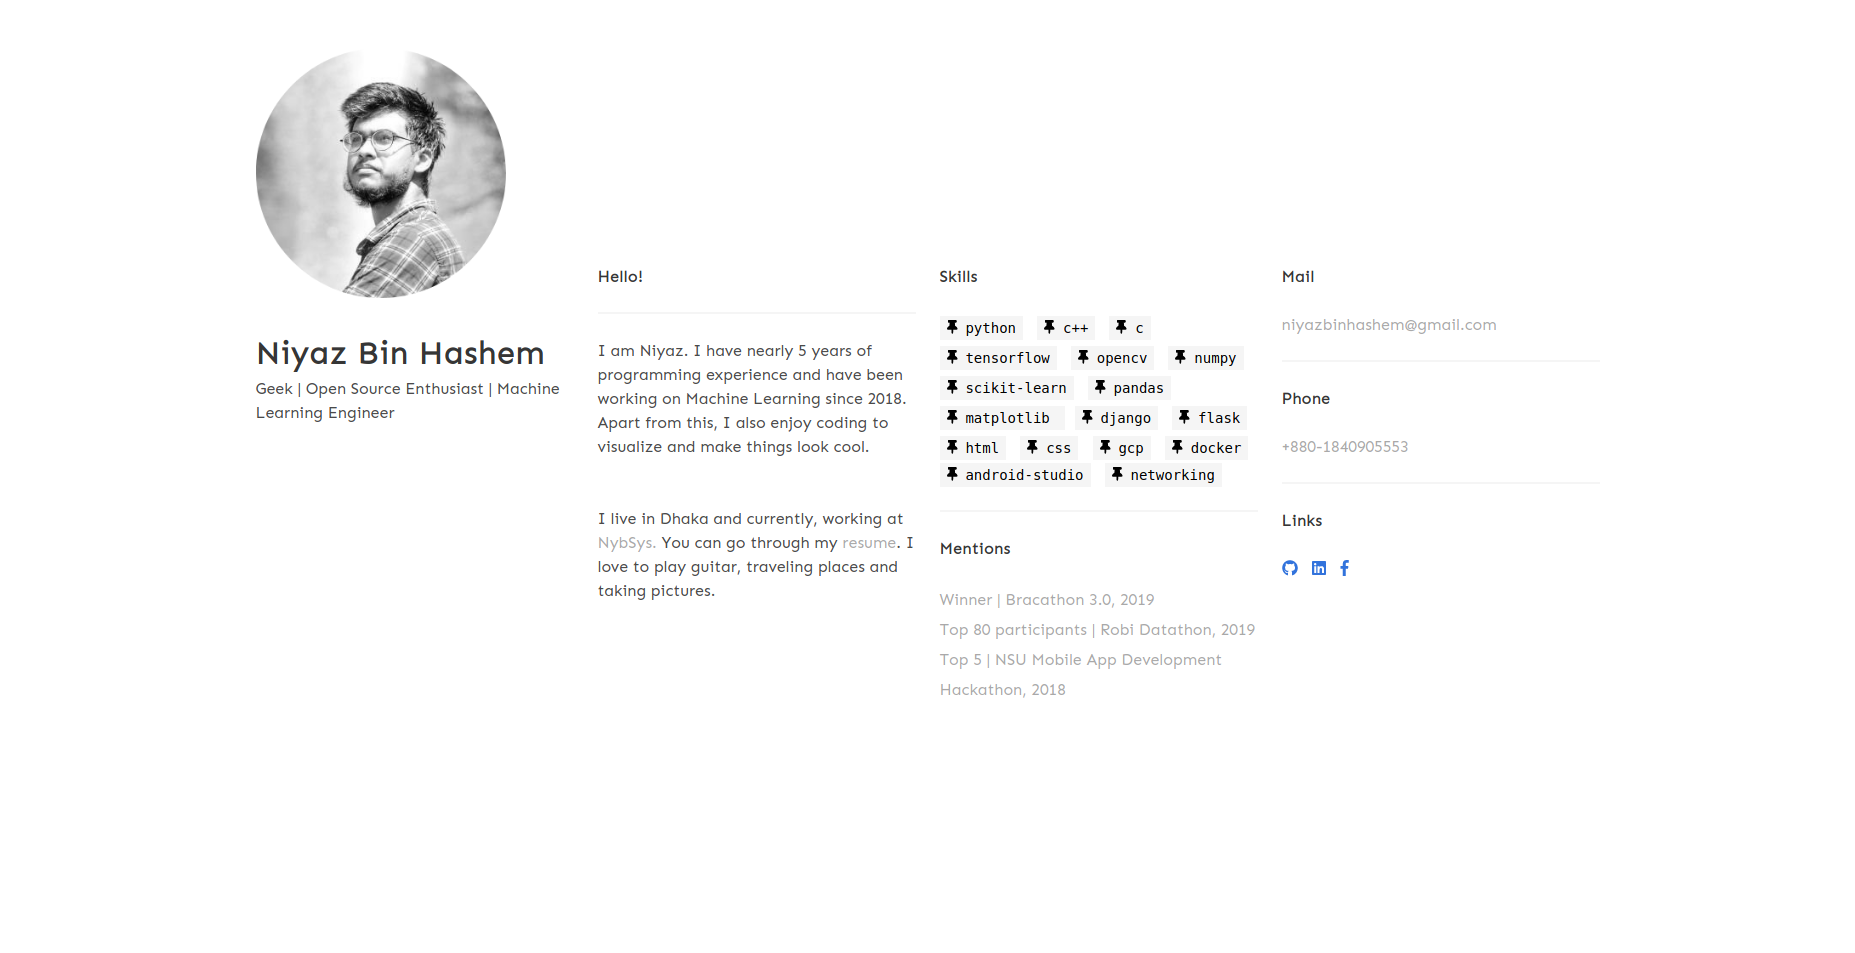 Niyaz Bin Hashem
Geek | Open Source Enthusiast | Machine
Learning Engineer
Hello!
I am Niyaz. I have nearly 5 years of
programming experience and have been
working on Machine Learning since 2018.
Apart from this, I also enjoy coding to
visualize and make things look cool.
I live in Dhaka and currently, working at
NybSys. You can go through my resume. I
love to play guitar, traveling places and
taking pictures.
Skills
python c++ c
tensorflow opencv numpy
scikit-learn pandas
matplotlib django flask
html css gcp docker
android-studio networking
Mentions
Winner | Bracathon 3.0, 2019
Top 80 participants | Robi Datathon, 2019
Top 5 | NSU Mobile App Development
Hackathon, 2018
Mail
niyazbinhashem@gmail.com
Phone
+880-1840905553
Links